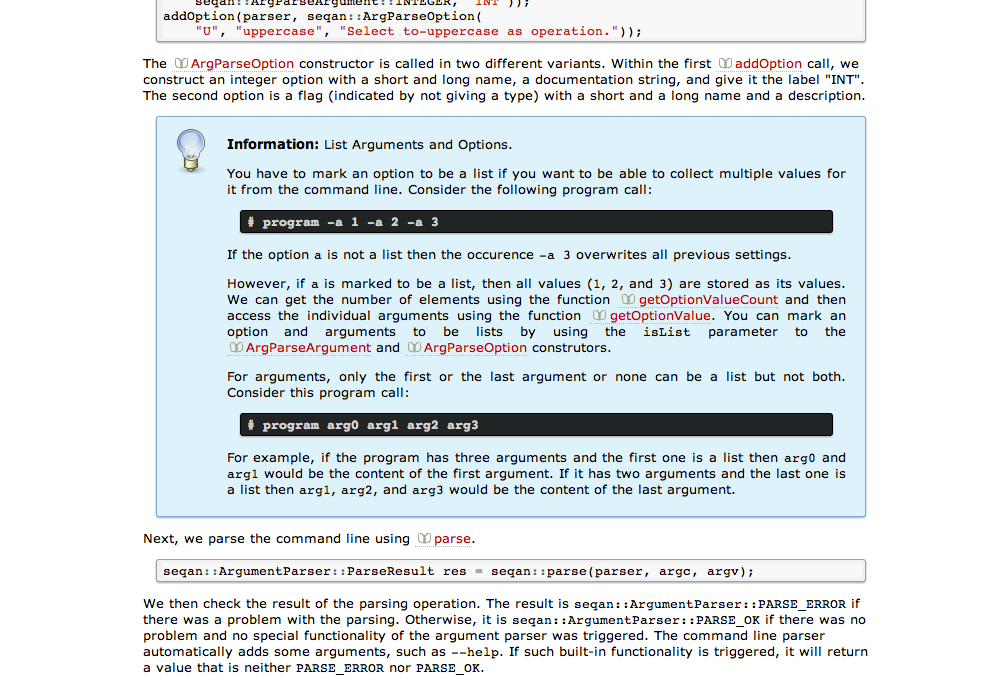 seqan::ArgParseArgument::INTEGER, "INT"));
addOption(parser, seqan::ArgParseOption(
"U", "uppercase", "Select to-uppercase as operation."));
The ArgParseOption constructor is called in two different variants. Within the first addOption call, we
construct an integer option with a short and long name, a documentation string, and give it the label "INT".
The second option is a flag (indicated by not giving a type) with a short and a long name and a description.
Information: List Arguments and Options.
You have to mark an option to be a list if you want to be able to collect multiple values for
it from the command line. Consider the following program call:
# program -a 1 -a 2 -a 3
If the option a is not a list then the occurence -a 3 overwrites all previous settings.
However, if a is marked to be a list, then all values (1, 2, and 3) are stored as its values.
We can get the number of elements using the function getOptionValueCount and then
access the individual arguments using the function getOptionValue. You can mark an
option and arguments to be lists by using the isList parameter to the
ArgParseArgument and ArgParseOption construtors.
For arguments, only the first or the last argument or none can be a list but not both.
Consider this program call:
# program arg0 arg1 arg2 arg3
For example, if the program has three arguments and the first one is a list then arg0 and
arg1 would be the content of the first argument. If it has two arguments and the last one is
a list then arg1, arg2, and arg3 would be the content of the last argument.
Next, we parse the command line using parse.
seqan::ArgumentParser::ParseResult res = seqan::parse(parser, argc, argv);
We then check the result of the parsing operation. The result is seqan::ArgumentParser::PARSE_ERROR if
there was a problem with the parsing. Otherwise, it is seqan::ArgumentParser::PARSE_OK if there was no
problem and no special functionality of the argument parser was triggered. The command line parser
automatically adds some arguments, such as --help. If such built-in functionality is triggered, it will return
a value that is neither PARSE_ERROR nor PARSE_OK.